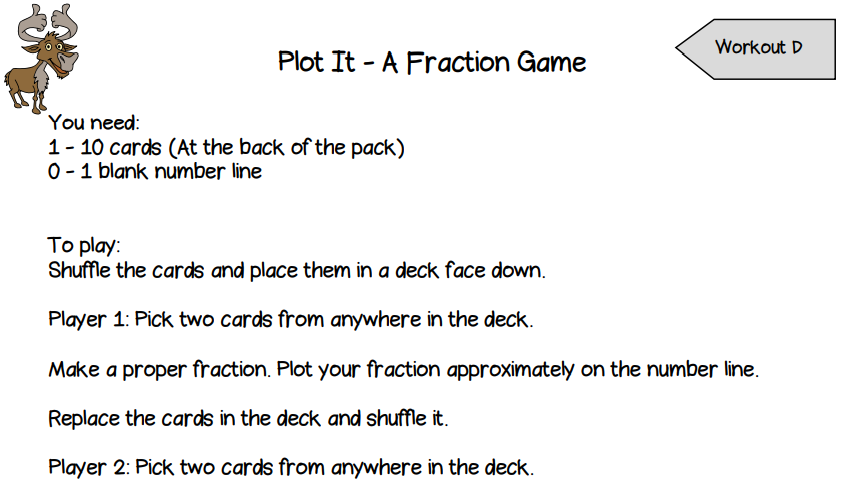 Plot It - A Fraction Game
Workout D
You need:
1 - 10 cards (At the back of the pack)
0 - 1 blank number line
To play:
Shuffle the cards and place them in a deck face down.
Player 1: Pick two cards from anywhere in the deck.
Make a proper fraction. Plot your fraction approximately on the number line.
Replace the cards in the deck and shuffle it.
Player 2: Pick two cards from anywhere in the deck.